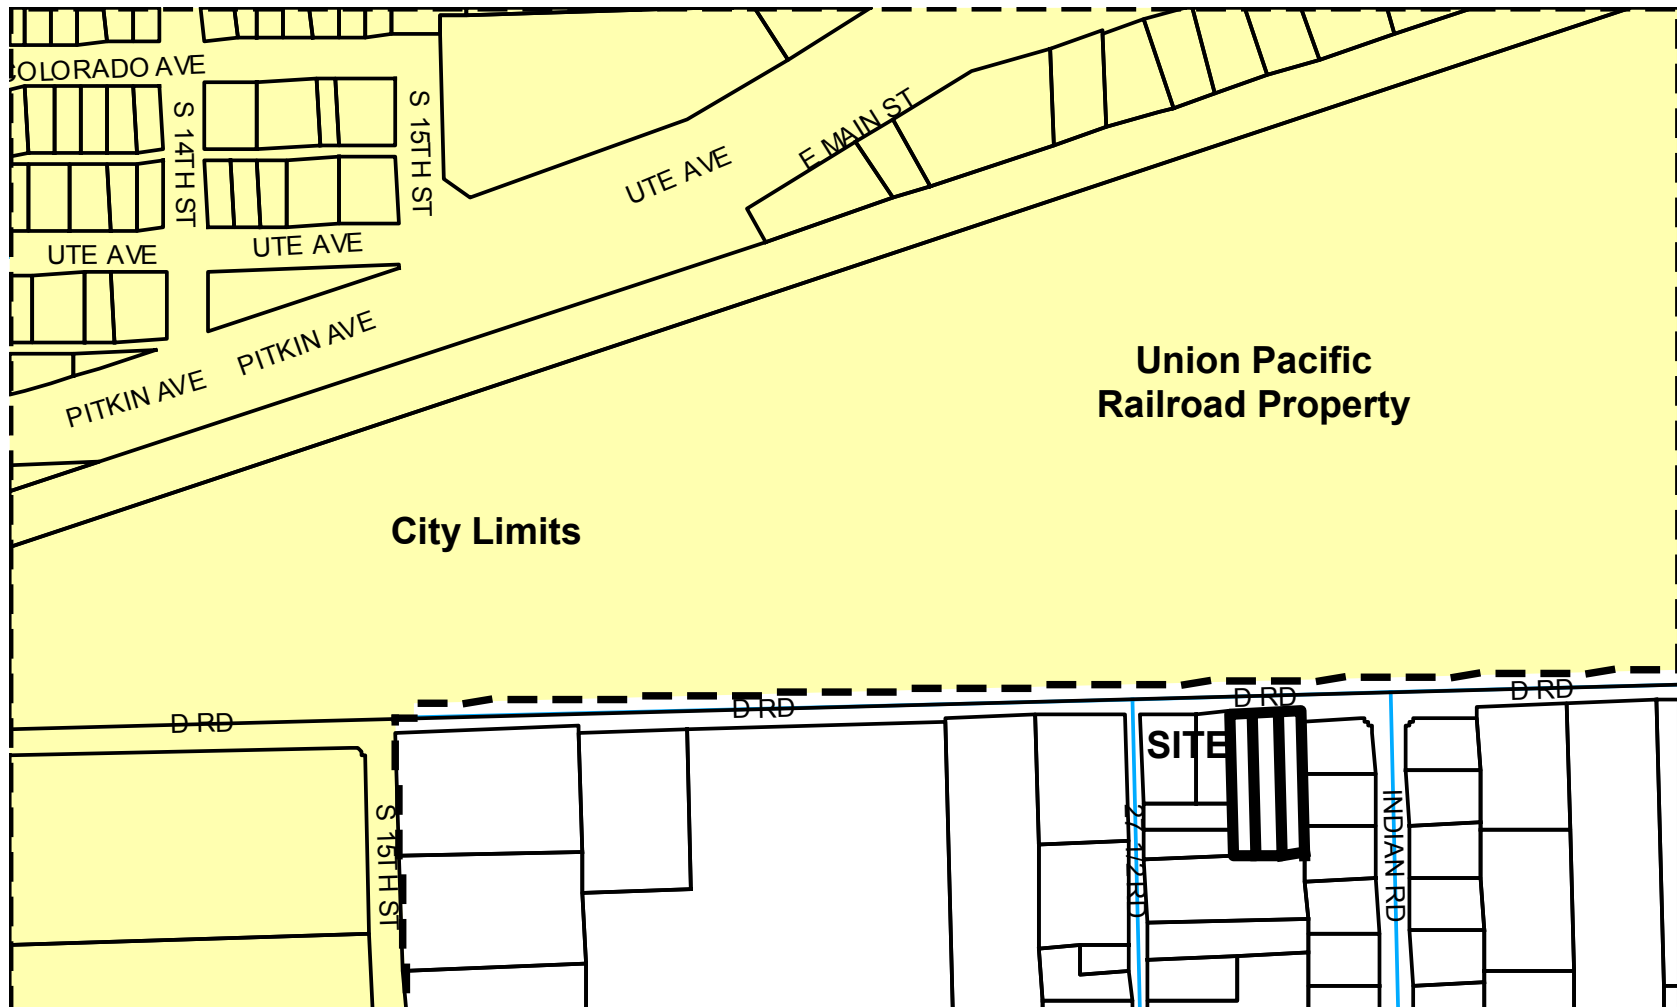 COLORADO AVE
S 14TH ST
S 15TH ST
UTE AVE
E MAIN ST
UTE AVE
UTE AVE
PITKIN AVE
PITKIN AVE
Union Pacific
Railroad Property
City Limits
D RD
D RD
D RD
D RD
SITE
S 15TH ST
27 1/2 RD
INDIAN RD